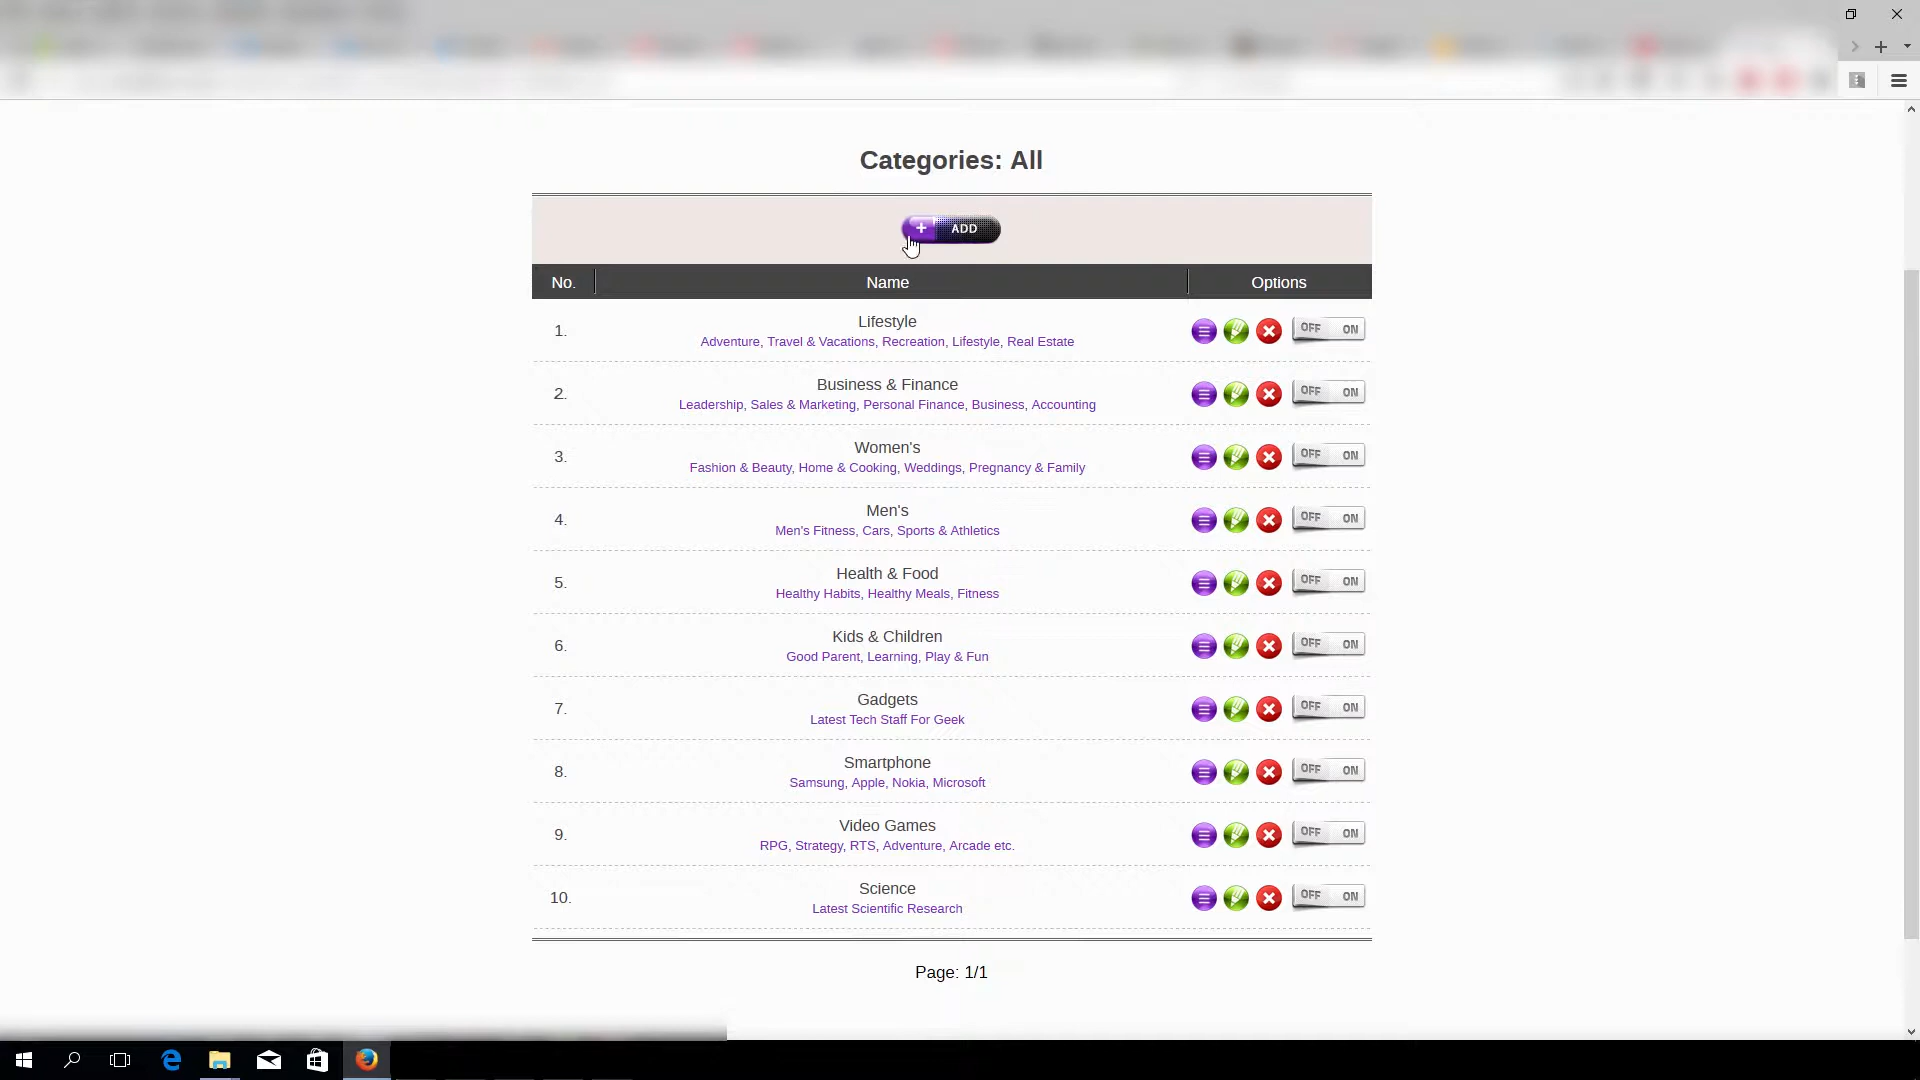 Categories: All
+ ADD
No. Name Options
1. Lifestyle OFF ON
Adventure, Travel & Vacations, Recreation, Lifestyle, Real Estate
2. Business & Finance OFF ON
Leadership, Sales & Marketing, Personal Finance, Business, Accounting
3. Women's OFF ON
Fashion & Beauty, Home & Cooking, Weddings, Pregnancy & Family
4. Men's OFF ON
Men's Fitness, Cars, Sports & Athletics
5. Health & Food OFF ON
Healthy Habits, Healthy Meals, Fitness
6. Kids & Children OFF ON
Good Parent, Learning, Play & Fun
7. Gadgets OFF ON
Latest Tech Staff For Geek
8. Smartphone OFF ON
Samsung, Apple, Nokia, Microsoft
9. Video Games OFF ON
RPG, Strategy, RTS, Adventure, Arcade etc.
10. Science OFF ON
Latest Scientific Research
Page: 1/1